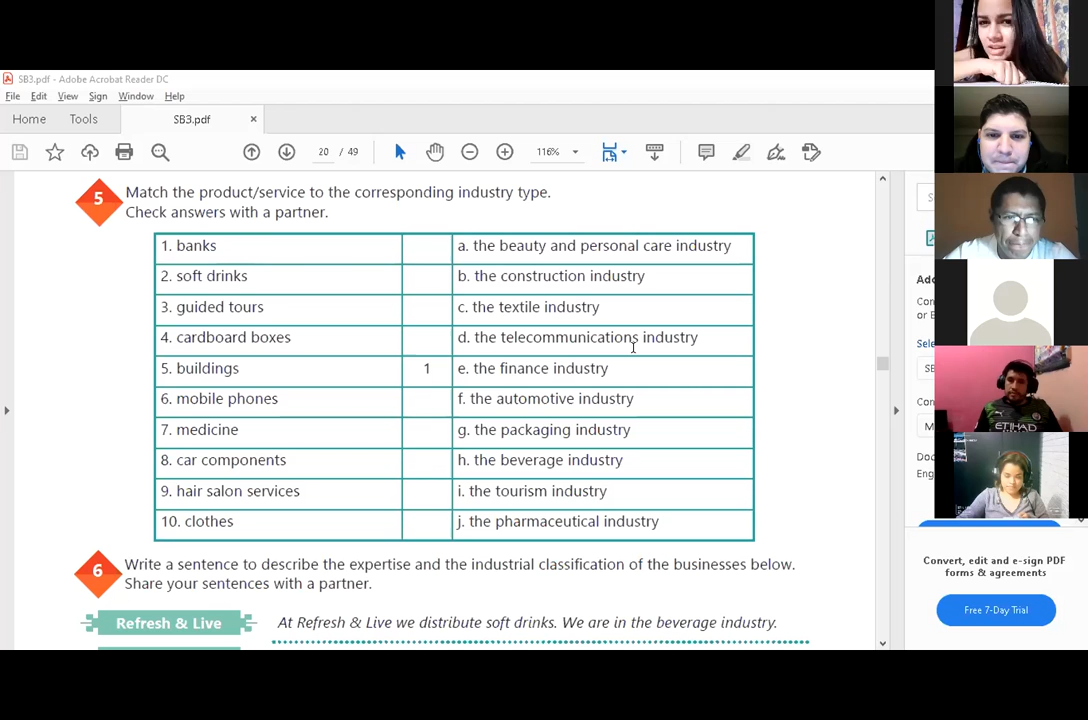 SB3.pdf - Adobe Acrobat Reader DC
File Edit View Sign Window Help
Home Tools SB3.pdf ×
20 / 49 116%
5 Match the product/service to the corresponding industry type.
Check answers with a partner.
1. banks a. the beauty and personal care industry
2. soft drinks b. the construction industry
3. guided tours c. the textile industry
4. cardboard boxes d. the telecommunications industry
5. buildings 1 e. the finance industry
6. mobile phones f. the automotive industry
7. medicine g. the packaging industry
8. car components h. the beverage industry
9. hair salon services i. the tourism industry
10. clothes j. the pharmaceutical industry
6 Write a sentence to describe the expertise and the industrial classification of the businesses below.
Share your sentences with a partner.
Refresh & Live At Refresh & Live we distribute soft drinks. We are in the beverage industry.
ETIHAD
Convert, edit and e-sign PDF
forms & agreements
Free 7-Day Trial